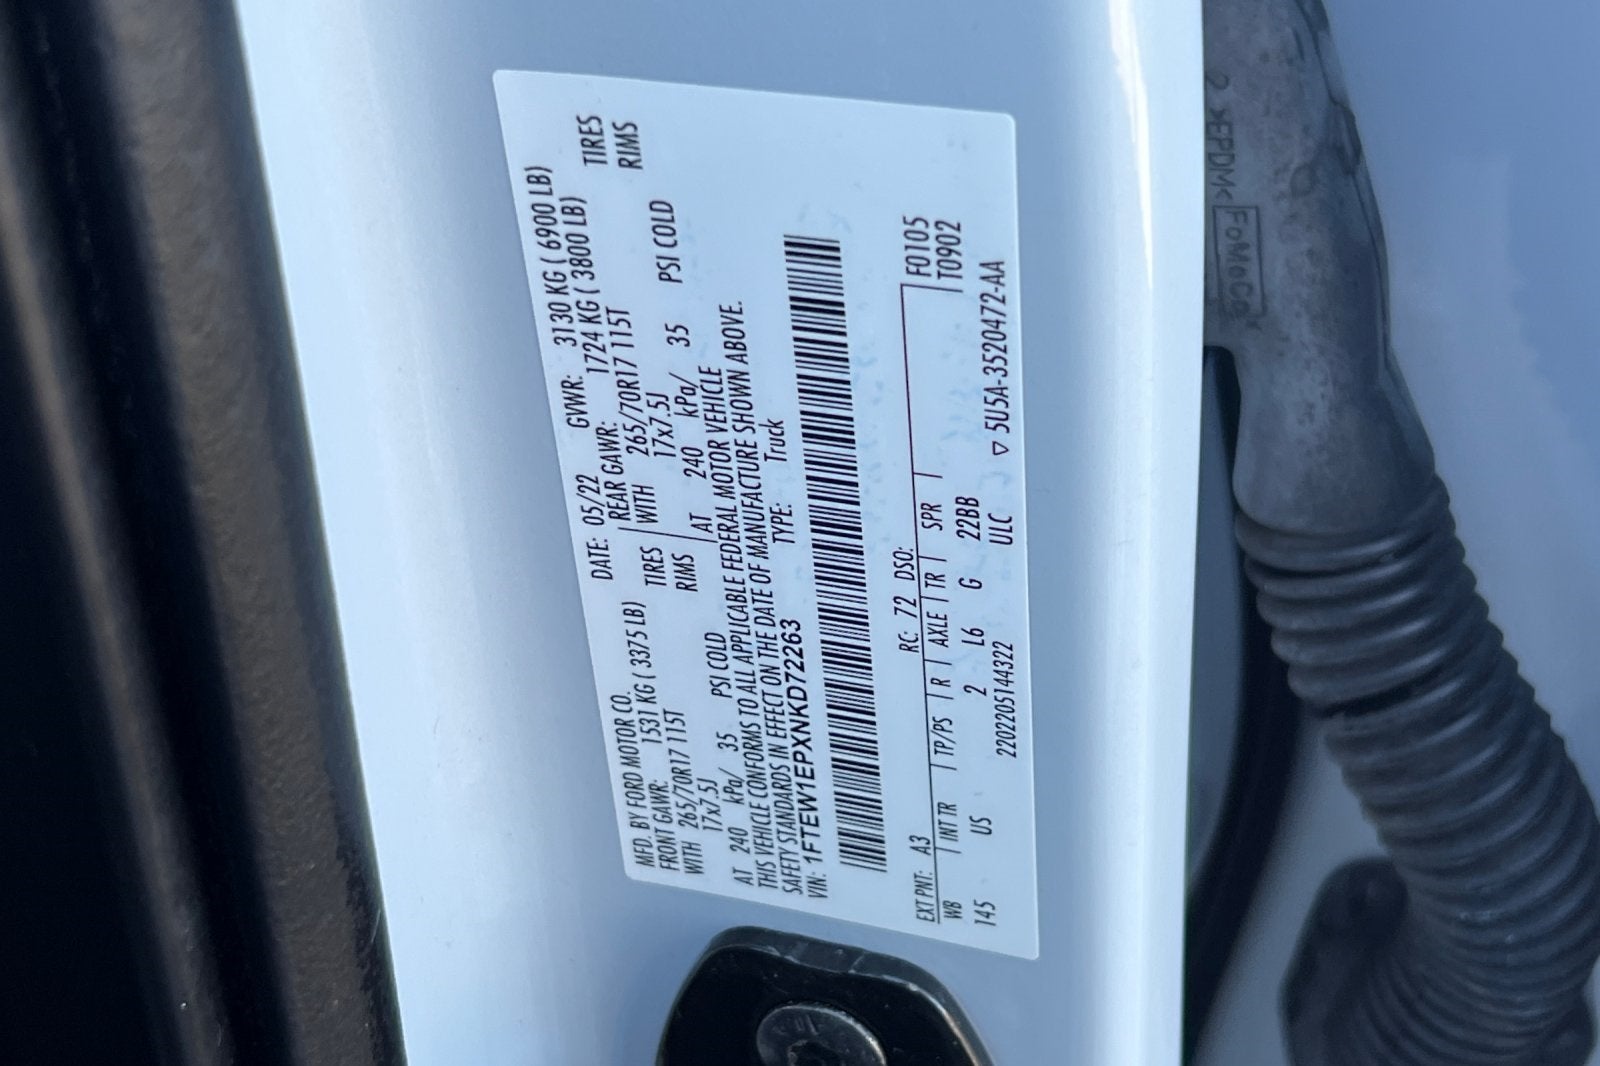 MFD. BY FORD MOTOR CO.
DATE: 05/22 GVWR: 3130 KG ( 6900 LB)
FRONT GAWR: 1531 KG ( 3375 LB) REAR GAWR: 1724 KG ( 3800 LB)
WITH 265/70R17 115T TIRES WITH 265/70R17 115T TIRES
17x7.5J RIMS 17x7.5J RIMS
AT 240 kPa/ 35 PSI COLD AT 240 kPa/ 35 PSI COLD
THIS VEHICLE CONFORMS TO ALL APPLICABLE FEDERAL MOTOR VEHICLE
SAFETY STANDARDS IN EFFECT ON THE DATE OF MANUFACTURE SHOWN ABOVE.
VIN: 1FTEW1EPXNKD72263 TYPE: Truck
EXT PNT: A3 RC: 72 DSO: F0105
WB INT TR TP/PS R AXLE TR SPR T0902
145 US 2 L6 G 22BB
2202205144322 ULC ▽ 5U5A-3520472-AA
2 >EPDM<
FoMoCo